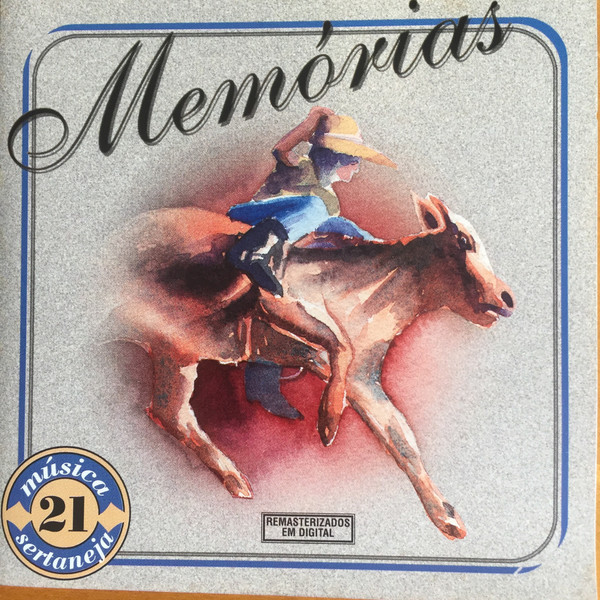 Memórias
música
21
sertaneja
REMASTERIZADOS
EM DIGITAL